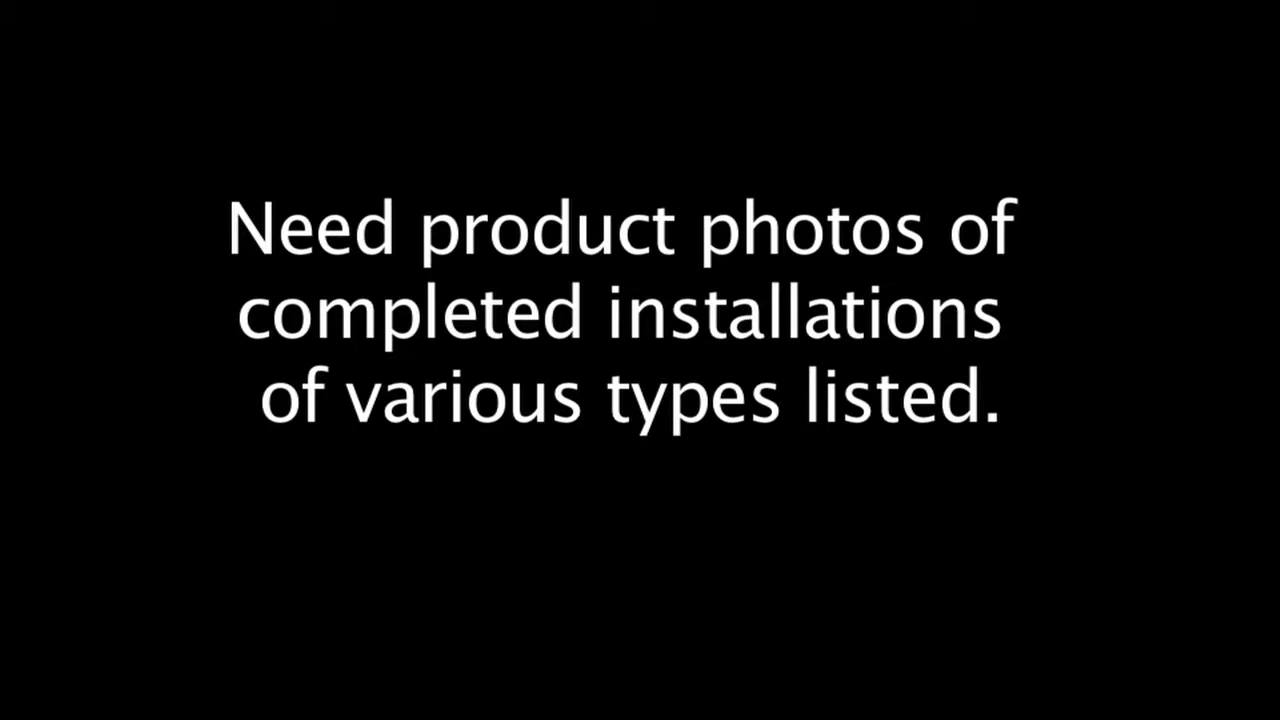 Need product photos of
completed installations
of various types listed.